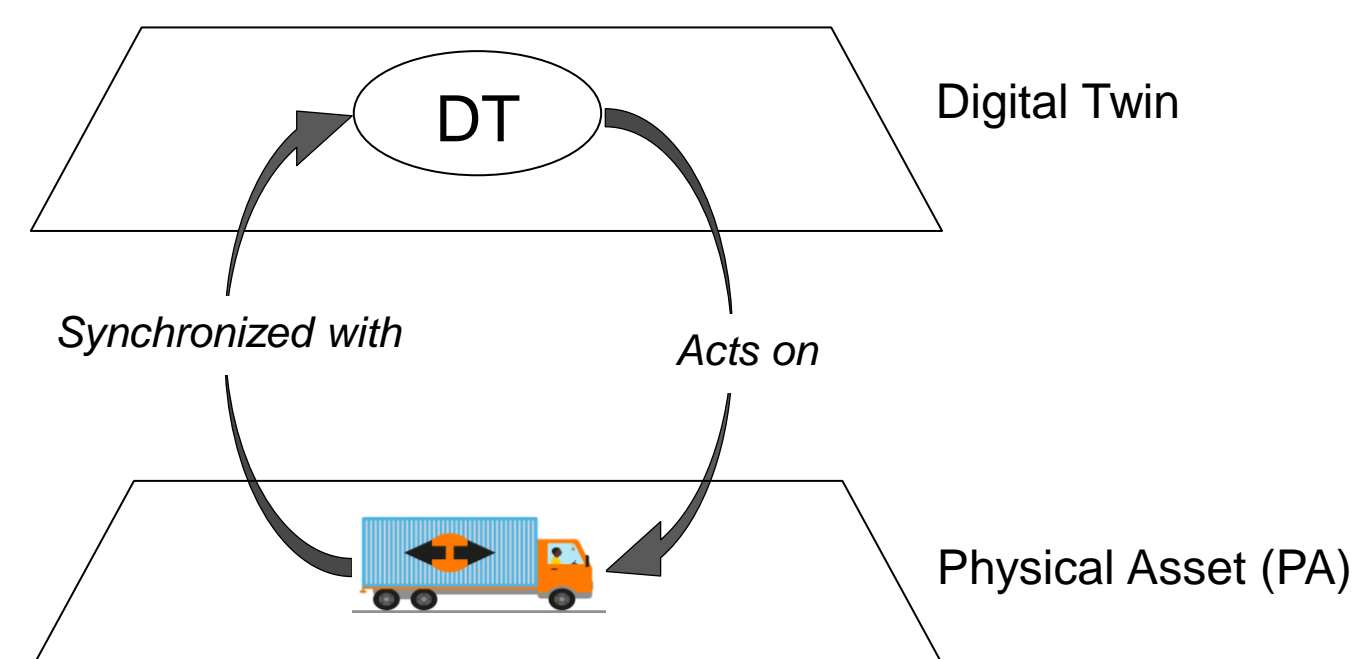 DT
Digital Twin
Synchronized with
Acts on
Physical Asset (PA)